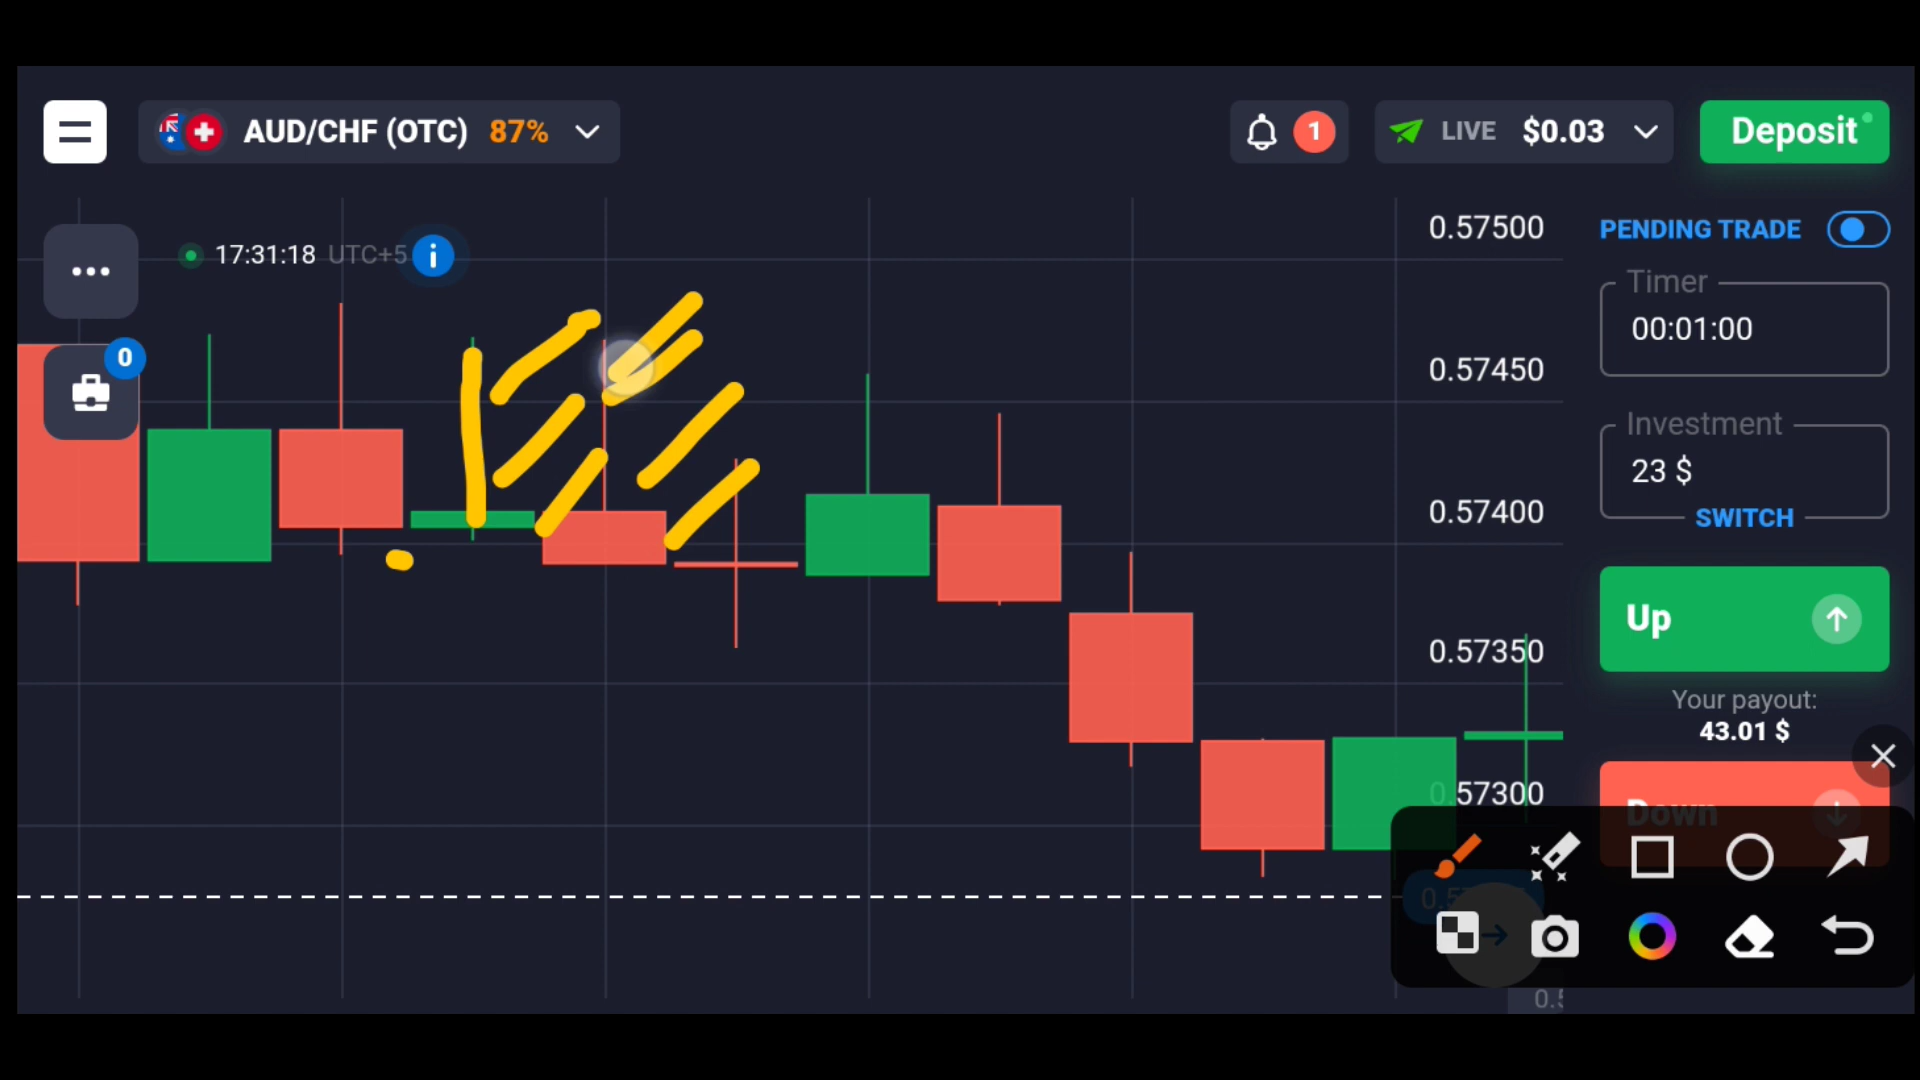 AUD/CHF (OTC) 87%
1
LIVE $0.03
Deposit
17:31:18 UTC+5
i
0
0.57500
0.57450
0.57400
0.57350
0.57300
PENDING TRADE
Timer
00:01:00
Investment
23 $
SWITCH
Up
Your payout:
43.01 $
Down